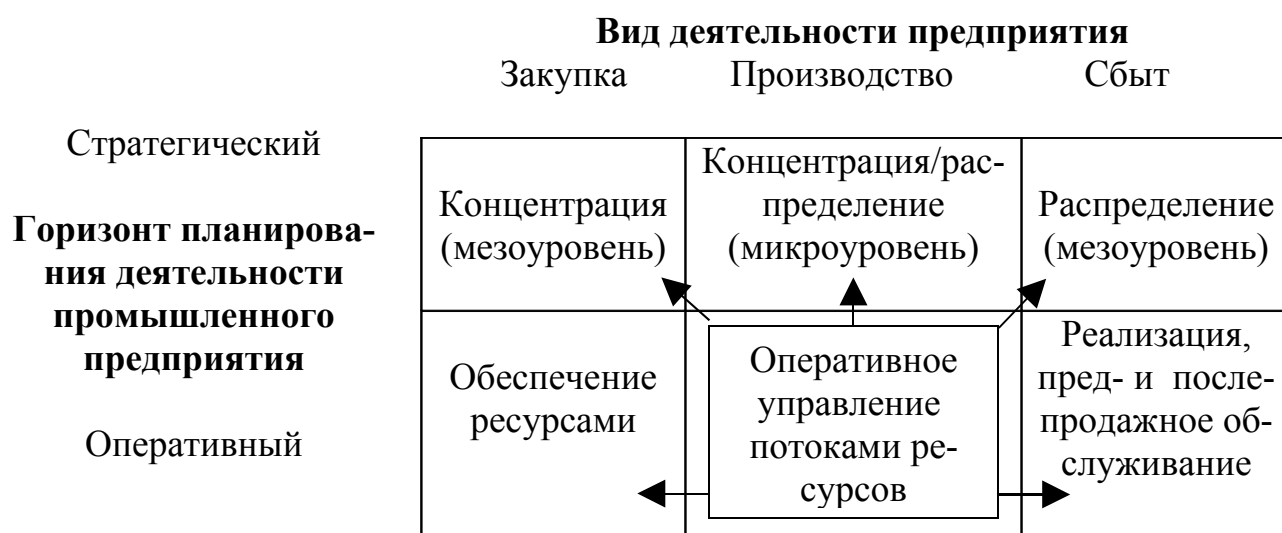 Вид деятельности предприятия
Закупка Производство Сбыт
Стратегический
Горизонт планирова-
ния деятельности
промышленного
предприятия
Оперативный
Концентрация
(мезоуровень)
Концентрация/рас-
пределение
(микроуровень)
Распределение
(мезоуровень)
Обеспечение
ресурсами
Оперативное
управление
потоками ре-
сурсов
Реализация,
пред- и после-
продажное об-
служивание